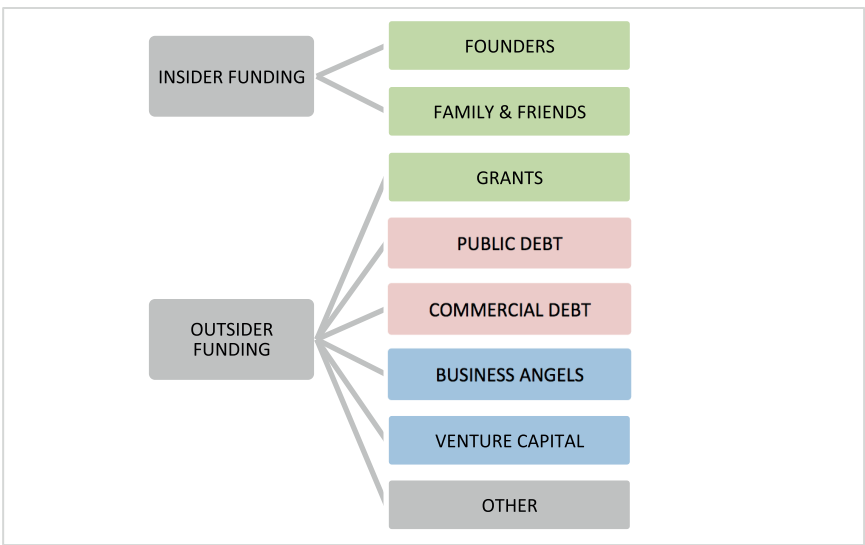 INSIDER FUNDING
FOUNDERS
FAMILY & FRIENDS
OUTSIDER
FUNDING
GRANTS
PUBLIC DEBT
COMMERCIAL DEBT
BUSINESS ANGELS
VENTURE CAPITAL
OTHER